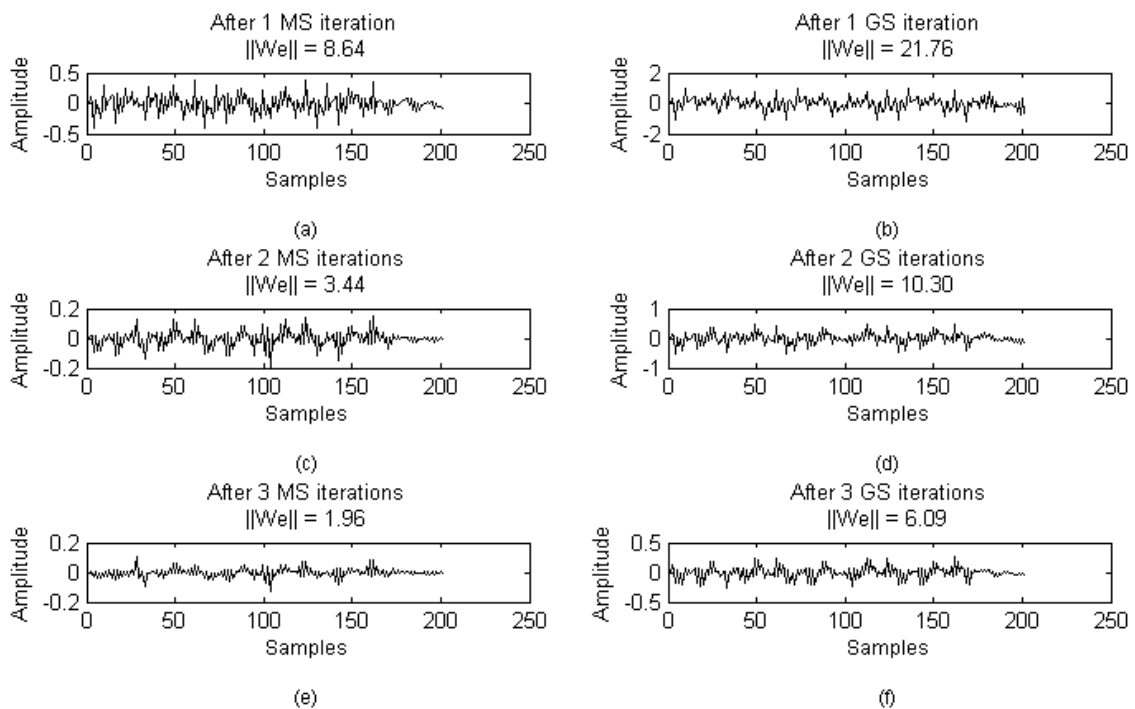 After 1 MS iteration
||We|| = 8.64
Amplitude
0.5
0
-0.5
0 50 100 150 200 250
Samples
(a)
After 1 GS iteration
||We|| = 21.76
Amplitude
2
0
-2
0 50 100 150 200 250
Samples
(b)
After 2 MS iterations
||We|| = 3.44
Amplitude
0.2
0
-0.2
0 50 100 150 200 250
Samples
(c)
After 2 GS iterations
||We|| = 10.30
Amplitude
1
0
-1
0 50 100 150 200 250
Samples
(d)
After 3 MS iterations
||We|| = 1.96
Amplitude
0.2
0
-0.2
0 50 100 150 200 250
Samples
(e)
After 3 GS iterations
||We|| = 6.09
Amplitude
0.5
0
-0.5
0 50 100 150 200 250
Samples
(f)